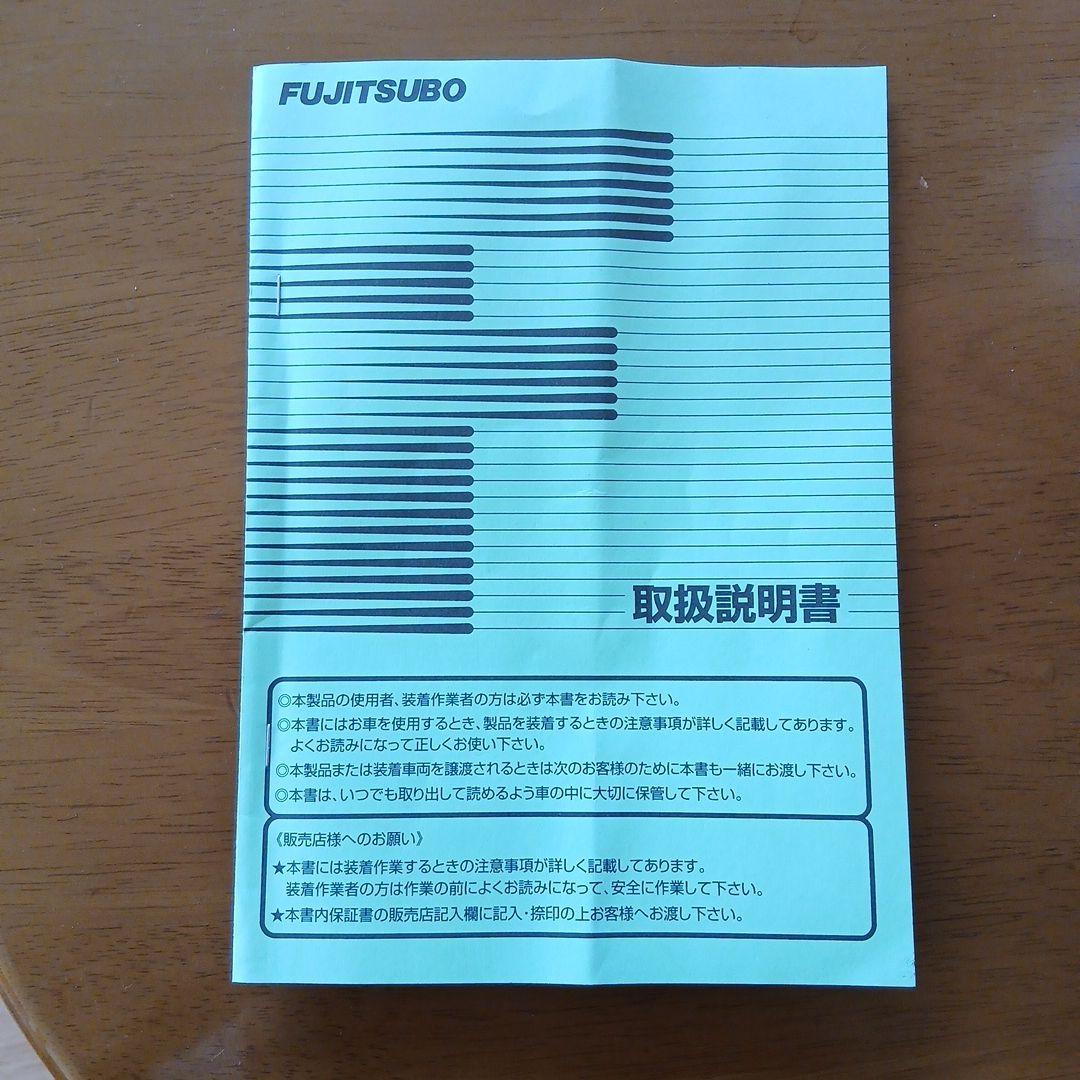 FUJITSUBO
取扱説明書
◎本製品の使用者、装着作業者の方は必ず本書をお読み下さい。
◎本書にはお車を使用するとき、製品を装着するときの注意事項が詳しく記載してあります。
よくお読みになって正しくお使い下さい。
◎本製品または装着車両を譲渡されるときは次のお客様のために本書も一緒にお渡し下さい。
◎本書は、いつでも取り出して読めるよう車の中に大切に保管して下さい。
《販売店様へのお願い》
★本書には装着作業するときの注意事項が詳しく記載してあります。
装着作業者の方は作業の前によくお読みになって、安全に作業して下さい。
★本書内保証書の販売店記入欄に記入・捺印の上お客様へお渡し下さい。